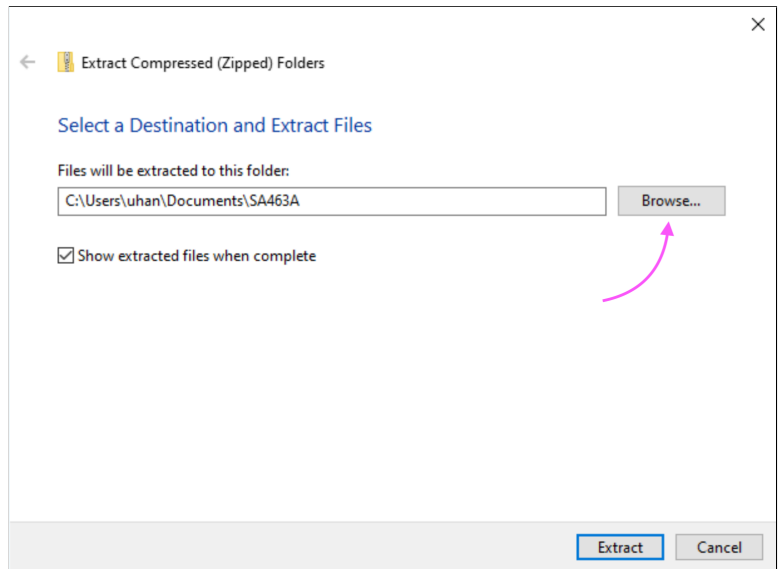 Extract Compressed (Zipped) Folders
Select a Destination and Extract Files
Files will be extracted to this folder:
C:\Users\uhan\Documents\SA463A
Browse...
Show extracted files when complete
Extract
Cancel